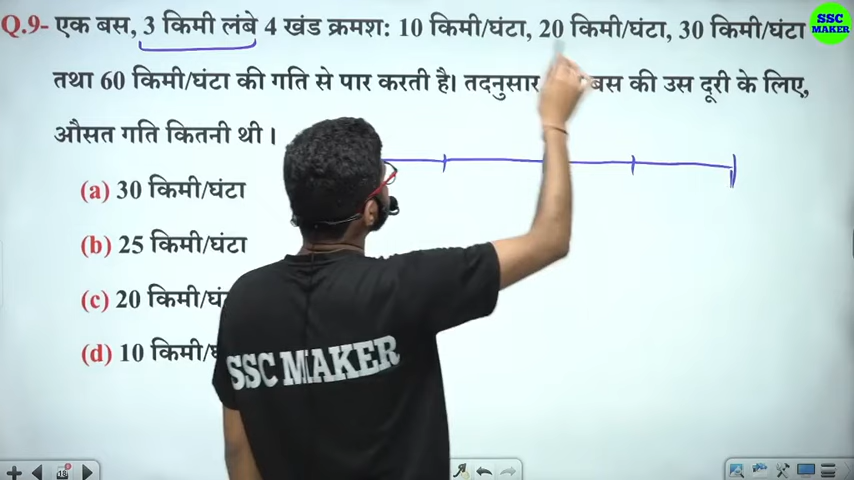 Q.9- एक बस, 3 किमी लंबे 4 खंड क्रमश: 10 किमी/घंटा, 20 किमी/घंटा, 30 किमी/घंटा
SSC MAKER
तथा 60 किमी/घंटा की गति से पार करती है। तदनुसार बस की उस दूरी के लिए,
औसत गति कितनी थी ।
(a) 30 किमी/घंटा
(b) 25 किमी/घंटा
(c) 20
(d) 10
SSC MAKER